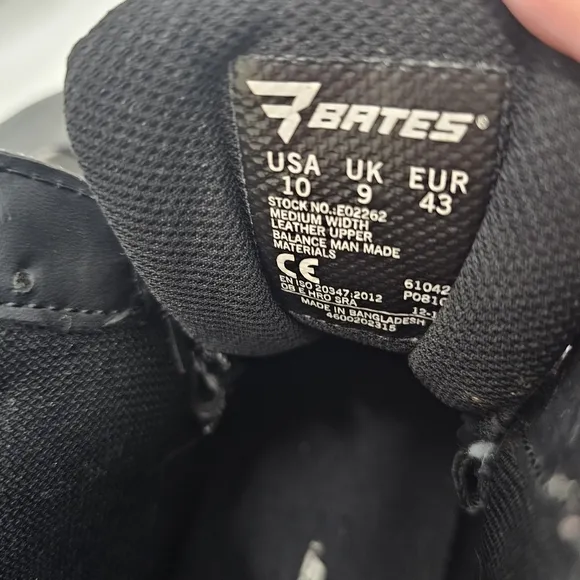 BATES®
USA UK EUR
10 9 43
STOCK NO.:E02262
MEDIUM WIDTH
LEATHER UPPER
BALANCE MAN MADE
MATERIALS
CE
61042
EN ISO 20347:2012
OB E HRO SRA
MADE IN BANGLADESH
4600202315